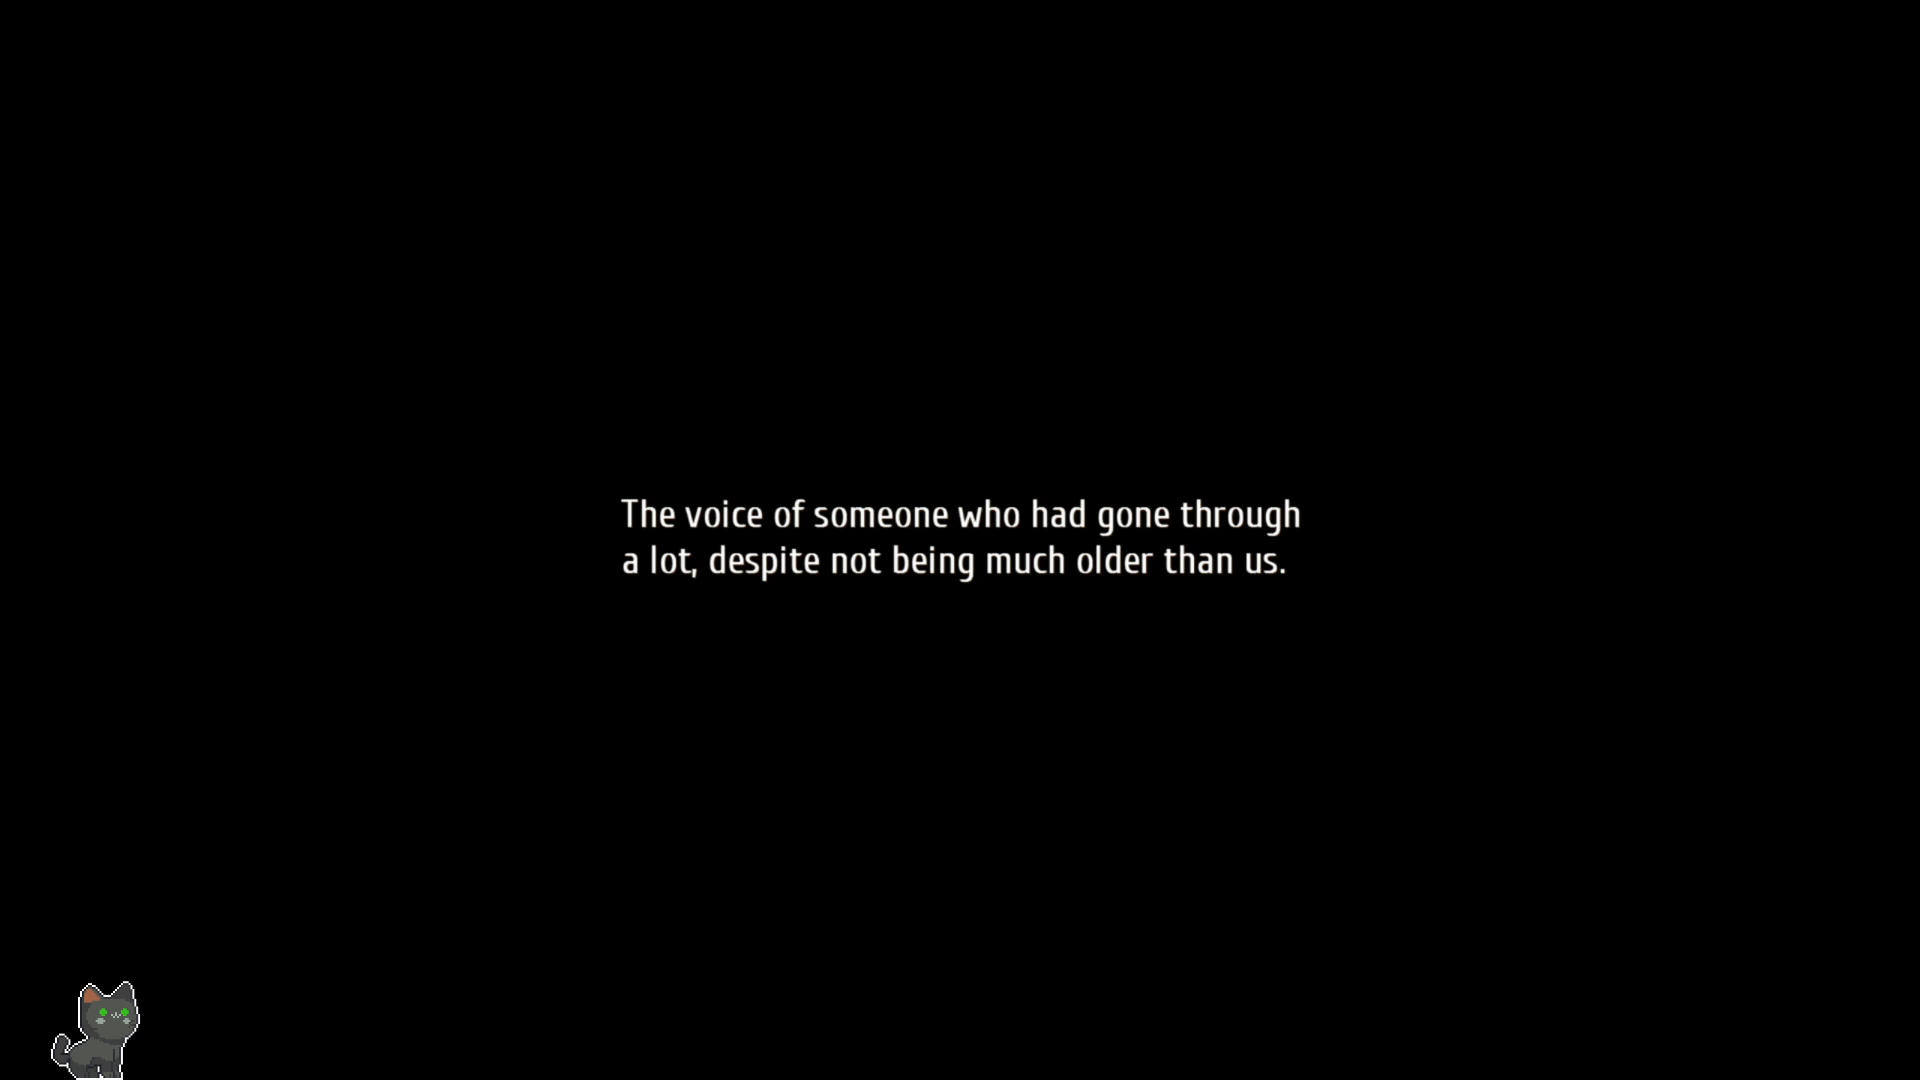 The voice of someone who had gone through
a lot, despite not being much older than us.